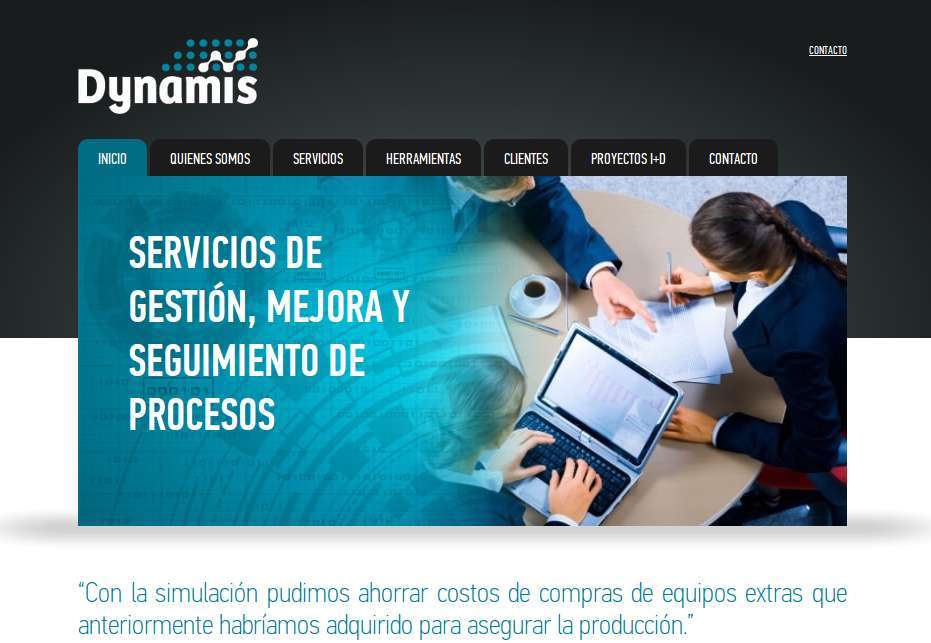 CONTACTO
Dynamis
INICIO
QUIENES SOMOS
SERVICIOS
HERRAMIENTAS
CLIENTES
PROYECTOS I+D
CONTACTO
SERVICIOS DE
GESTIÓN, MEJORA Y
SEGUIMIENTO DE
PROCESOS
“Con la simulación pudimos ahorrar costos de compras de equipos extras que
anteriormente habríamos adquirido para asegurar la producción.”